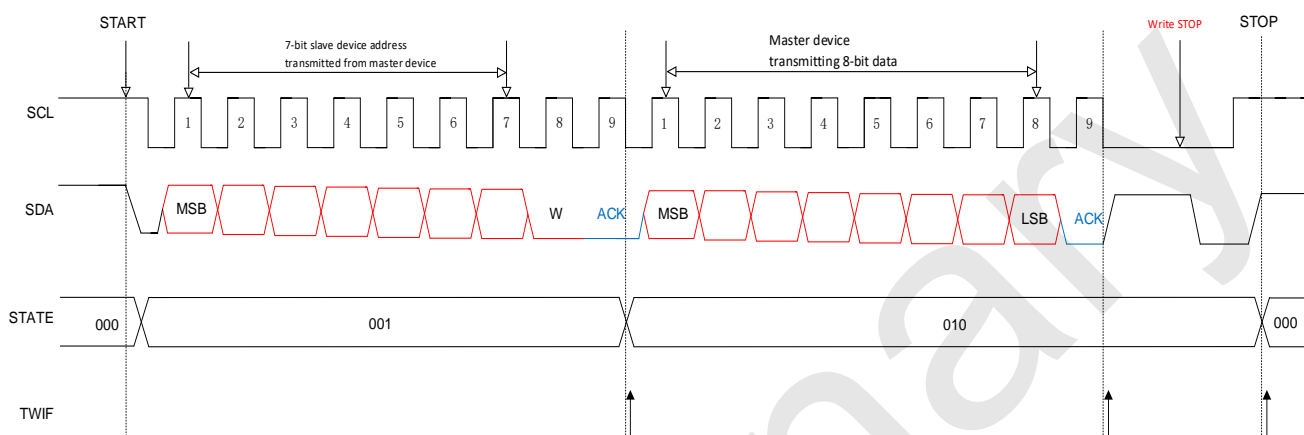 START
7-bit slave device address
transmitted from master device
Master device
transmitting 8-bit data
Write STOP
STOP
SCL
1 2 3 4 5 6 7 8 9 1 2 3 4 5 6 7 8 9
SDA
MSB W ACK MSB LSB ACK
STATE
000 001 010 000
TWIF
nary